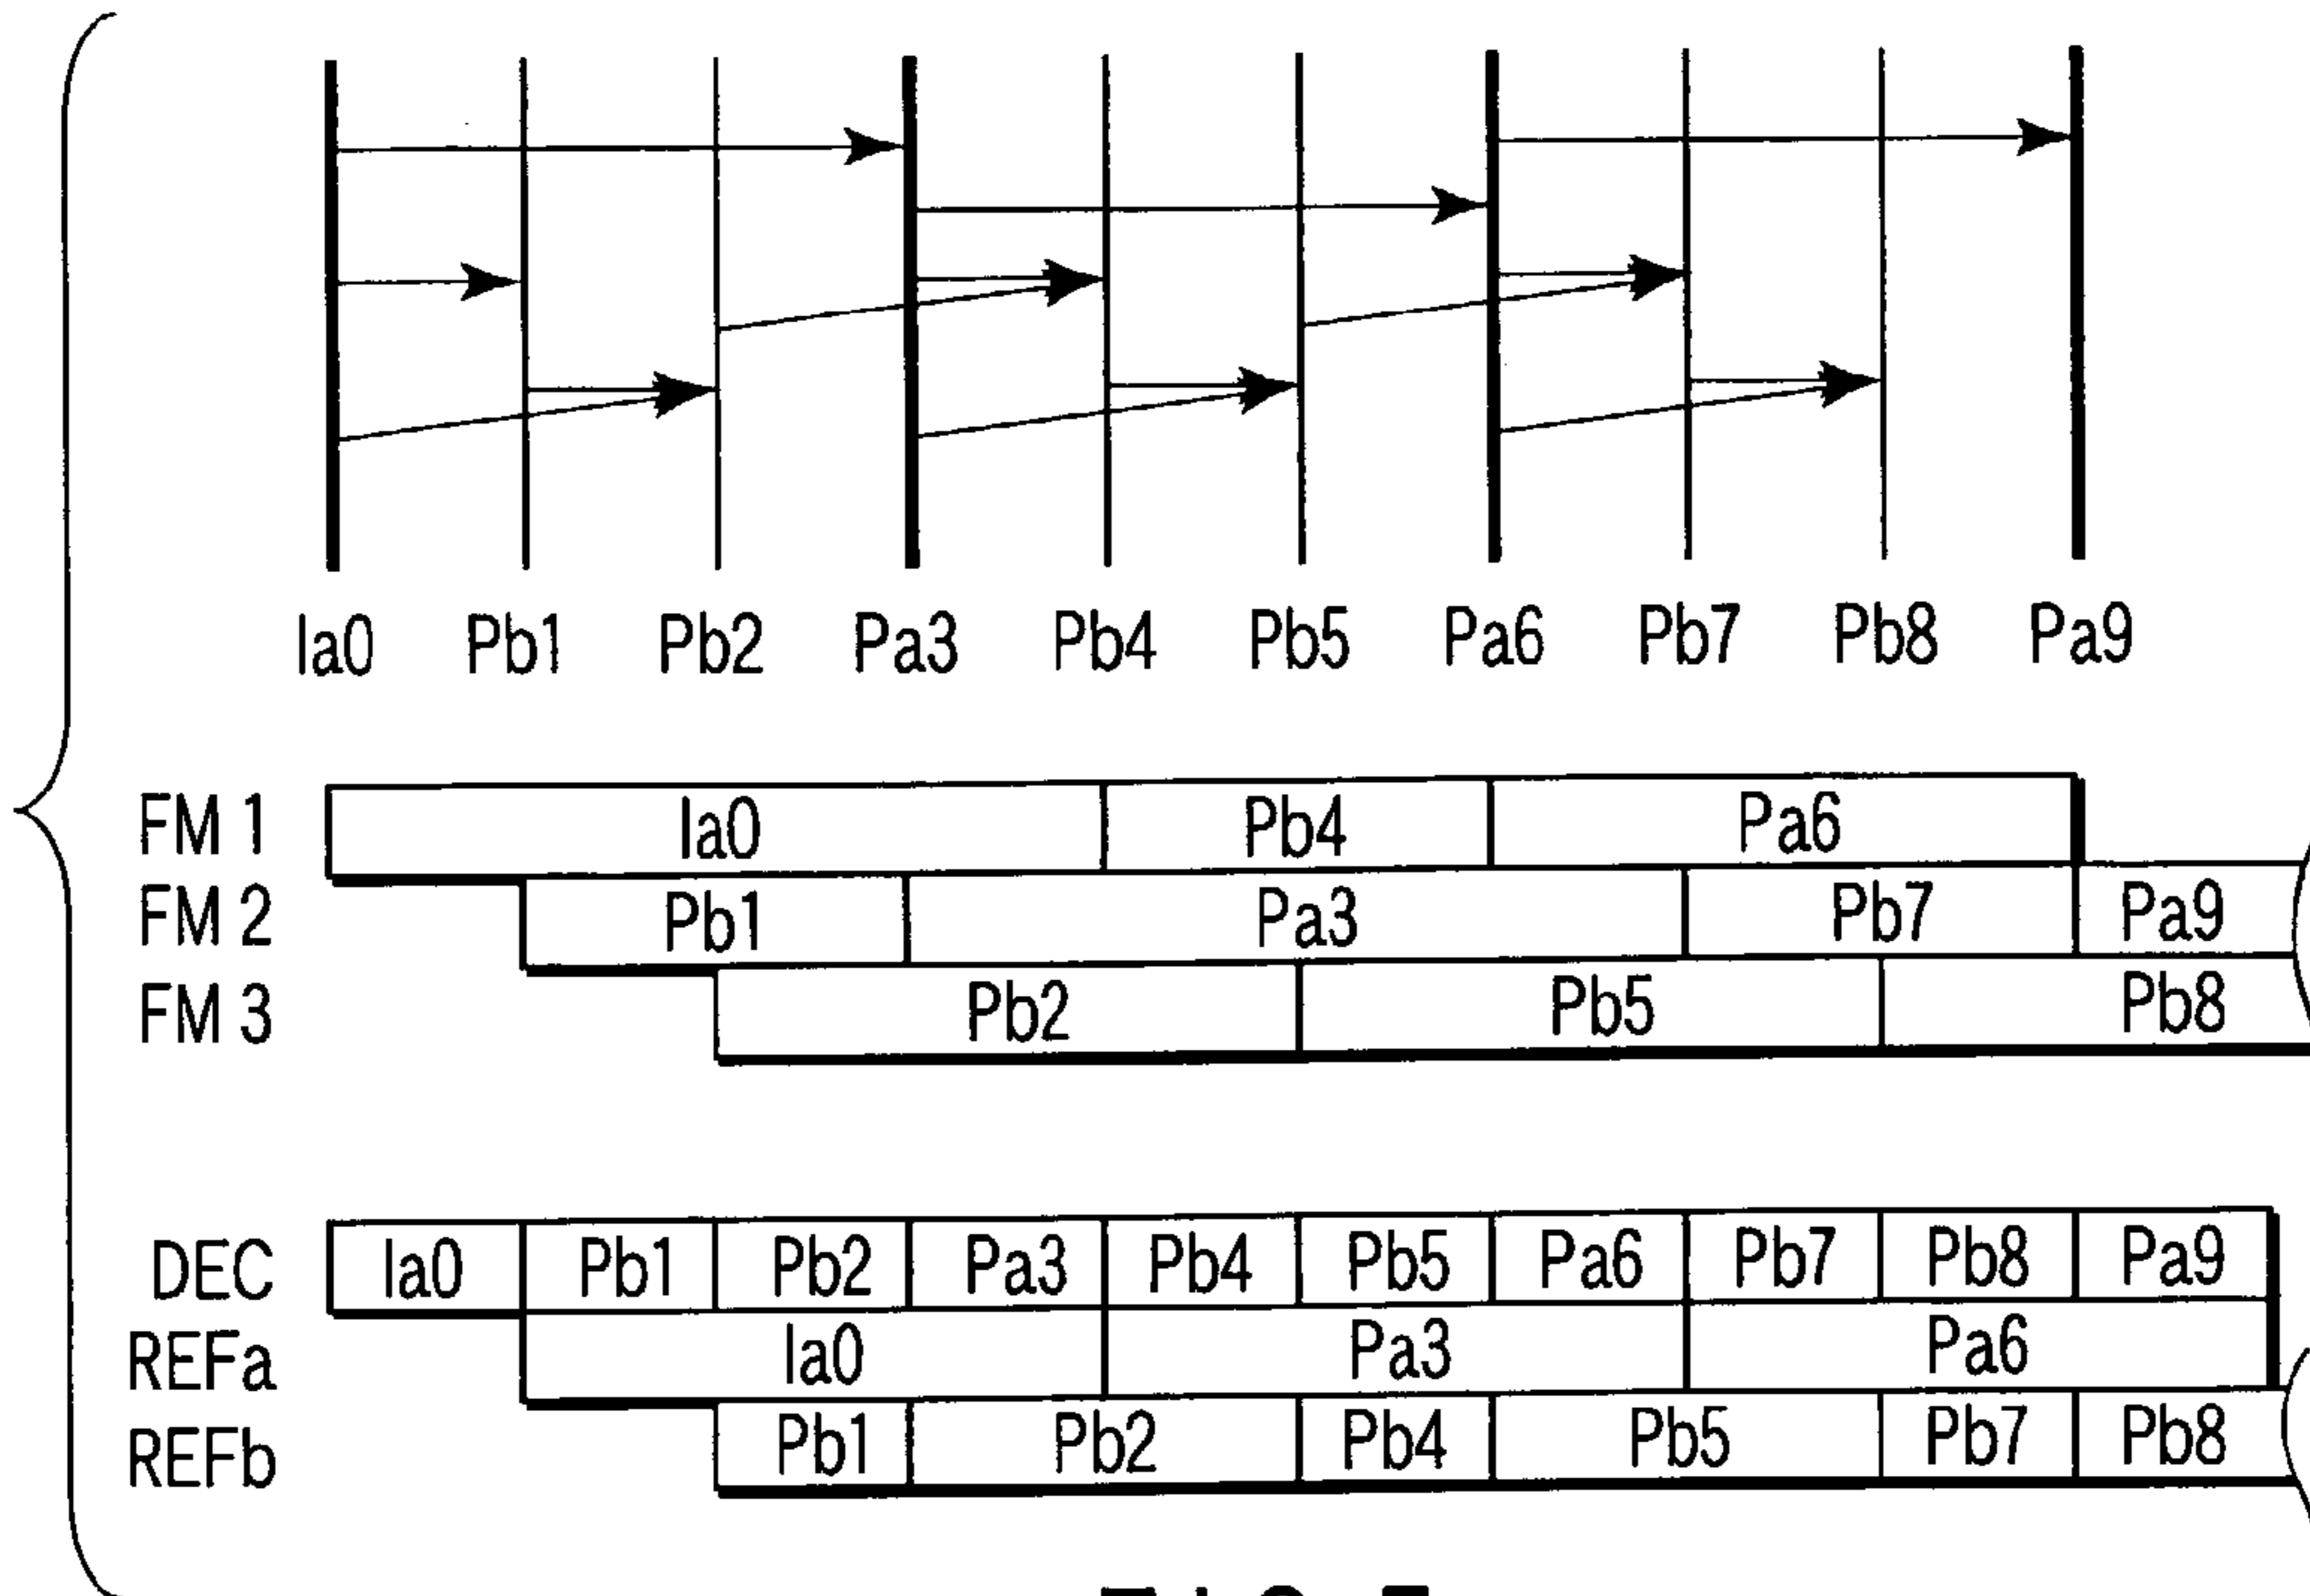 Ia0 Pb1 Pb2 Pa3 Pb4 Pb5 Pa6 Pb7 Pb8 Pa9
FM 1 Ia0 Pb4 Pa6
FM 2 Pb1 Pa3 Pb7 Pa9
FM 3 Pb2 Pb5 Pb8
DEC Ia0 Pb1 Pb2 Pa3 Pb4 Pb5 Pa6 Pb7 Pb8 Pa9
REFa Ia0 Pa3 Pa6
REFb Pb1 Pb2 Pb4 Pb5 Pb7 Pb8